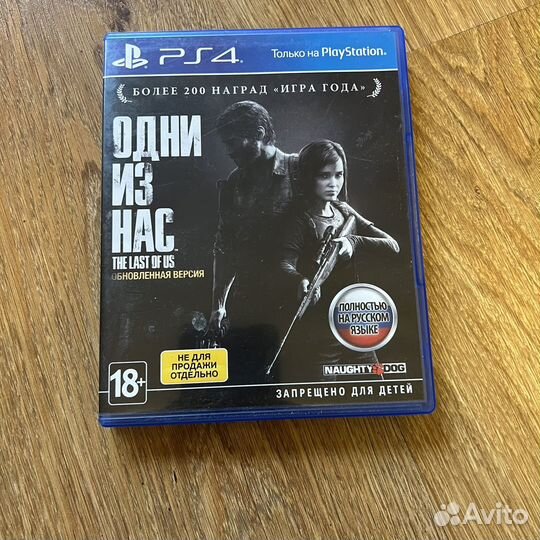 PS4
Только на PlayStation.
БОЛЕЕ 200 НАГРАД «ИГРА ГОДА»
ОДНИ
ИЗ
НАС
THE LAST OF US
ОБНОВЛЕННАЯ ВЕРСИЯ
ПОЛНОСТЬЮ
НА РУССКОМ
ЯЗЫКЕ
НЕ ДЛЯ
ПРОДАЖИ
ОТДЕЛЬНО
NAUGHTY DOG
18+
ЗАПРЕЩЕНО ДЛЯ ДЕТЕЙ
Avito